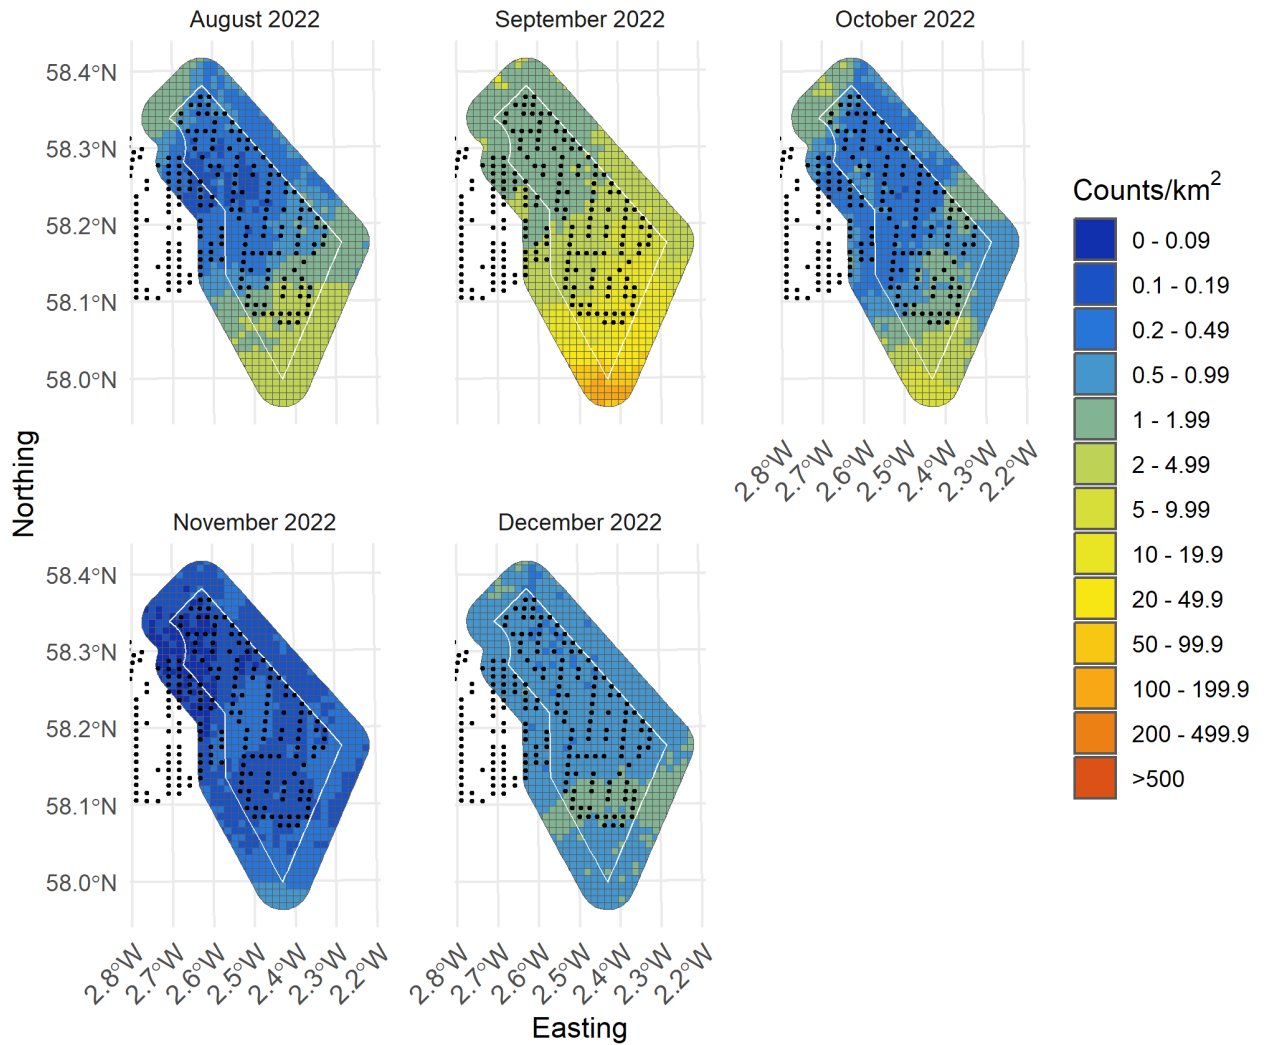 August 2022
September 2022
October 2022
58.4°N
58.3°N
58.2°N
58.1°N
58.0°N
2.8°W
2.7°W
2.6°W
2.5°W
2.4°W
2.3°W
2.2°W
Northing
November 2022
December 2022
58.4°N
58.3°N
58.2°N
58.1°N
58.0°N
2.8°W
2.7°W
2.6°W
2.5°W
2.4°W
2.3°W
2.2°W
2.8°W
2.7°W
2.6°W
2.5°W
2.4°W
2.3°W
2.2°W
Easting
Counts/km²
0 - 0.09
0.1 - 0.19
0.2 - 0.49
0.5 - 0.99
1 - 1.99
2 - 4.99
5 - 9.99
10 - 19.9
20 - 49.9
50 - 99.9
100 - 199.9
200 - 499.9
>500